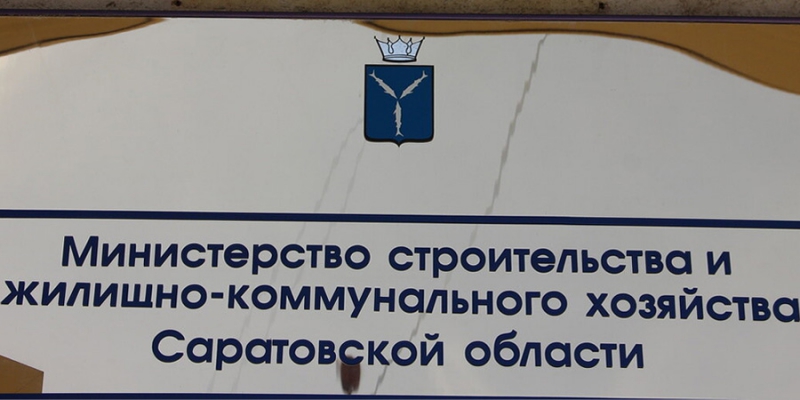 Министерство строительства и
жилищно-коммунального хозяйства
Саратовской области